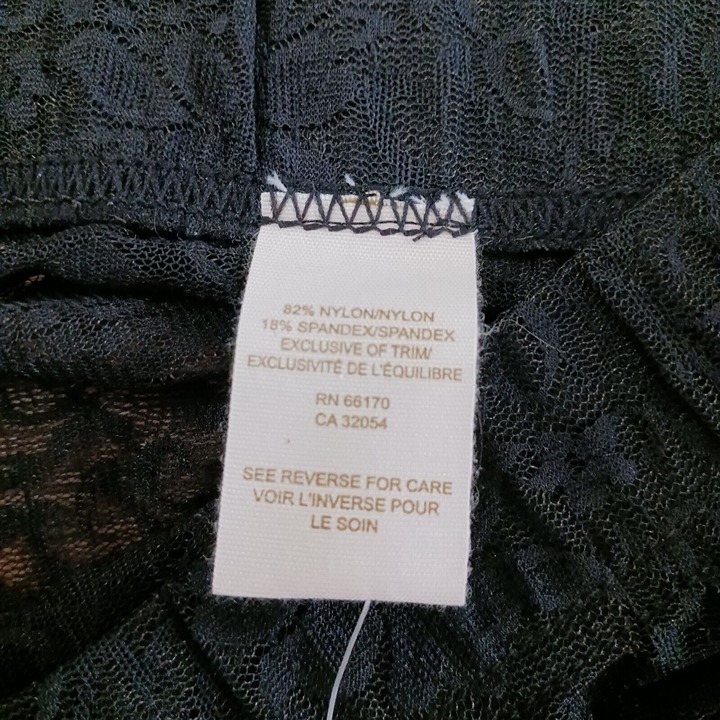 82% NYLON/NYLON
18% SPANDEX/SPANDEX
EXCLUSIVE OF TRIM/
EXCLUSIVITÉ DE L'ÉQUILIBRE
RN 66170
CA 32054
SEE REVERSE FOR CARE
VOIR L'INVERSE POUR
LE SOIN